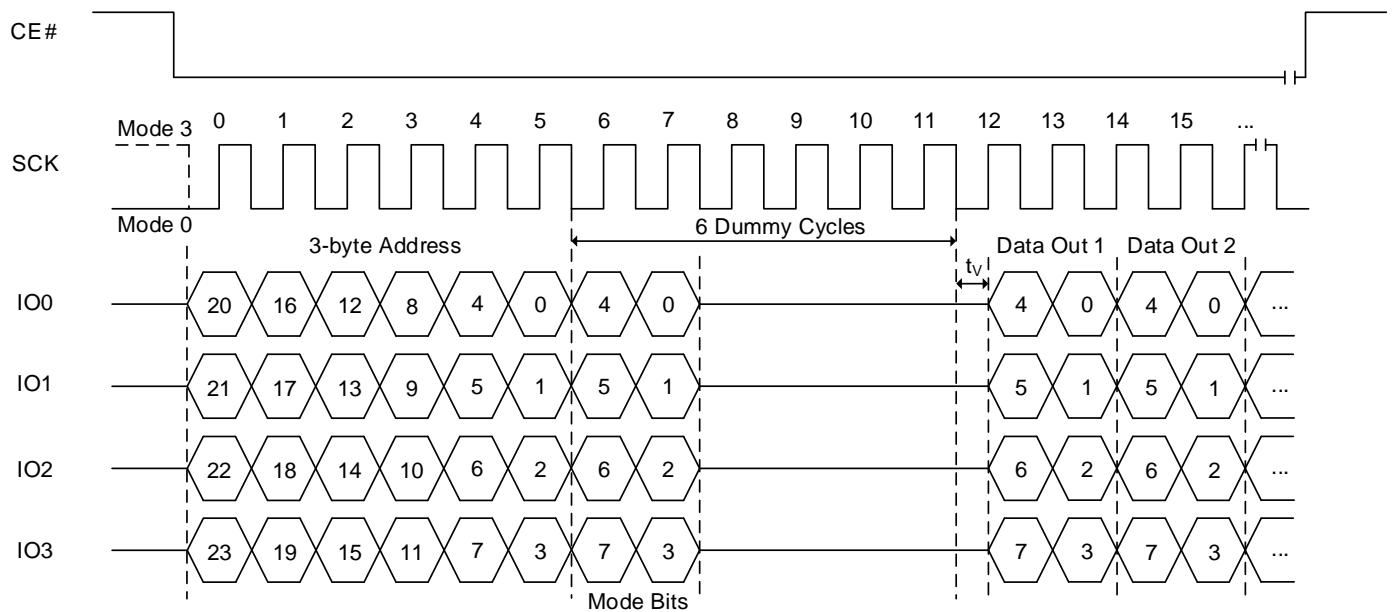 CE#
Mode 3 0 1 2 3 4 5 6 7 8 9 10 11 12 13 14 15 ...
SCK
Mode 0
3-byte Address 6 Dummy Cycles Data Out 1 Data Out 2
tV
IO0 20 16 12 8 4 0 4 0 4 0 4 0 ...
IO1 21 17 13 9 5 1 5 1 5 1 5 1 ...
IO2 22 18 14 10 6 2 6 2 6 2 6 2 ...
IO3 23 19 15 11 7 3 7 3 7 3 7 3 ...
Mode Bits